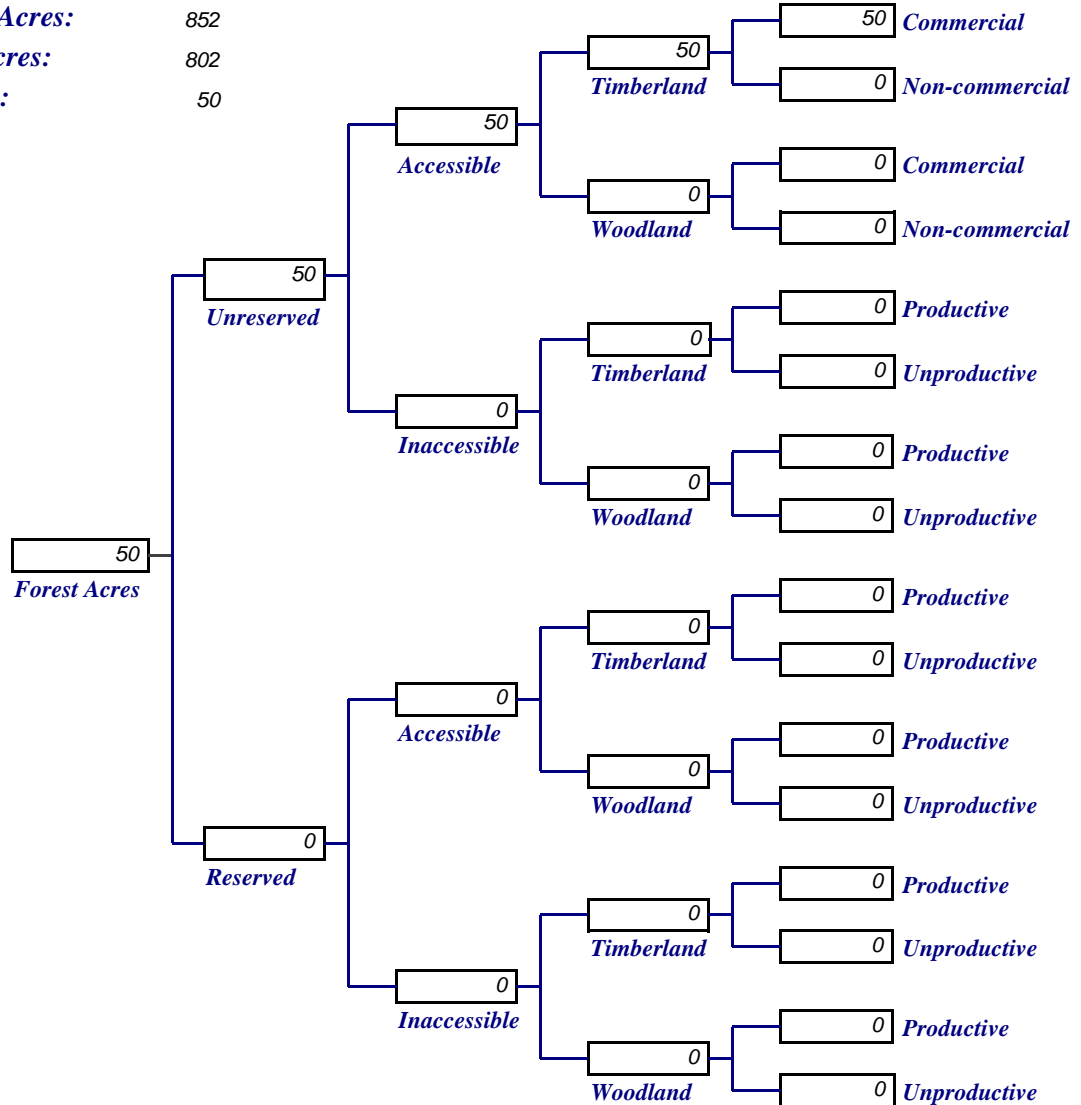 Acres: 852
cres: 802
: 50
50 Commercial
50
Timberland
0 Non-commercial
50
Accessible
0 Commercial
0
Woodland
0 Non-commercial
50
Unreserved
0 Productive
0
Timberland
0 Unproductive
0
Inaccessible
0 Productive
0
Woodland
0 Unproductive
50
Forest Acres
0 Productive
0
Timberland
0 Unproductive
0
Accessible
0 Productive
0
Woodland
0 Unproductive
0
Reserved
0 Productive
0
Timberland
0 Unproductive
0
Inaccessible
0 Productive
0
Woodland
0 Unproductive